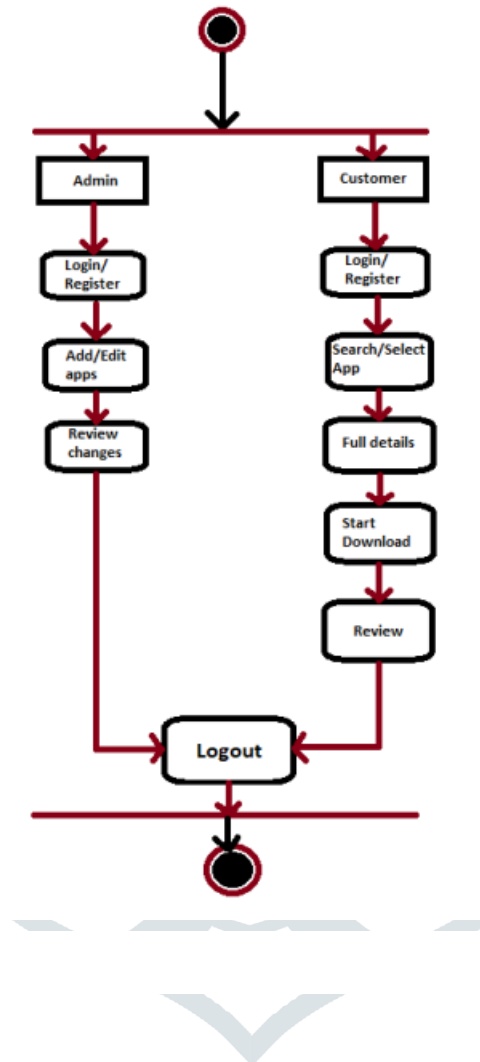 Admin
Login/
Register
Add/Edit
apps
Review
changes
Customer
Login/
Register
Search/Select
App
Full details
Start
Download
Review
Logout